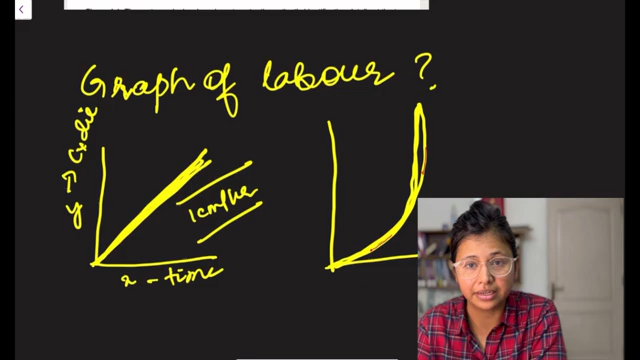 Graph of labour ?
y → Cx dil
1cm/hr
x - time